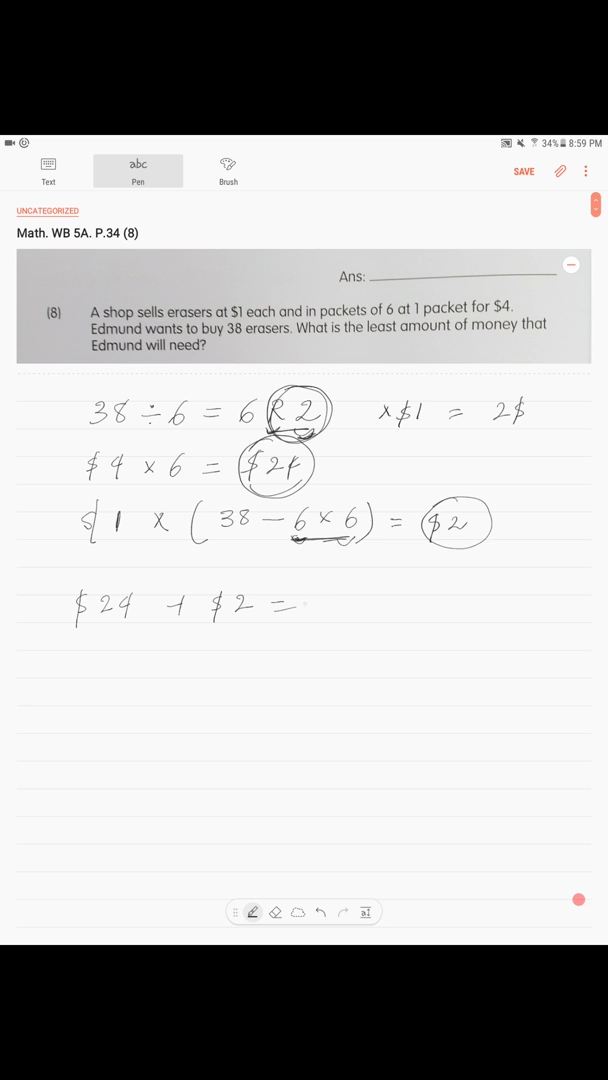 34% 8:59 PM
Text
abc
Pen
Brush
SAVE
UNCATEGORIZED
Math. WB 5A. P.34 (8)
Ans:
(8) A shop sells erasers at $1 each and in packets of 6 at 1 packet for $4.
Edmund wants to buy 38 erasers. What is the least amount of money that
Edmund will need?
38 ÷ 6 = 6 R 2 × $1 = 2$
$4 × 6 = $24
$1 × (38 - 6 × 6) = $2
$24 + $2 =
aI